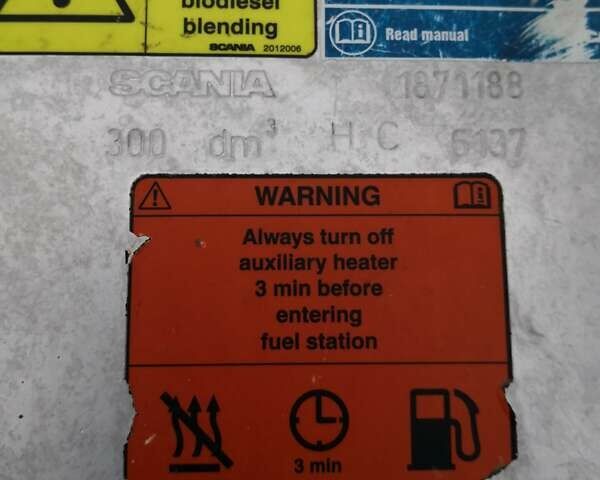 biodiesel
blending
SCANIA 2012006
Read manual
SCANIA 1871188
300 dm³ H.C 6137
WARNING
Always turn off
auxiliary heater
3 min before
entering
fuel station
3 min